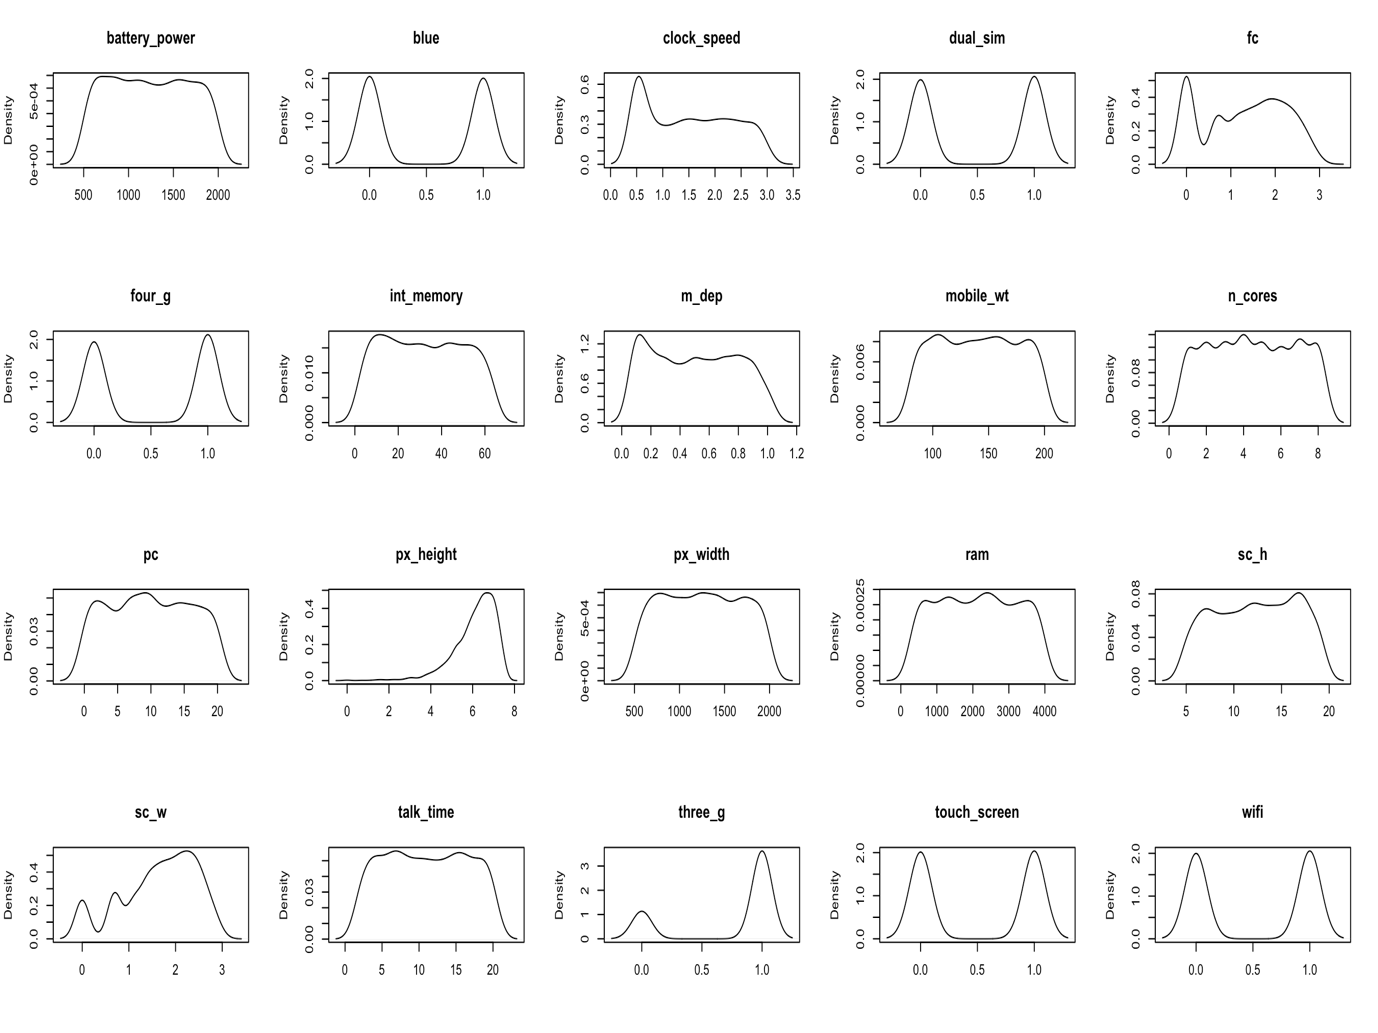 battery_power blue clock_speed dual_sim fc
Density 0e+00 5e-04 500 1000 1500 2000
Density 0.0 1.0 2.0 0.0 0.5 1.0
Density 0.0 0.3 0.6 0.0 0.5 1.0 1.5 2.0 2.5 3.0 3.5
Density 0.0 1.0 2.0 0.0 0.5 1.0
Density 0.0 0.2 0.4 0 1 2 3
four_g int_memory m_dep mobile_wt n_cores
Density 0.0 1.0 2.0 0.0 0.5 1.0
Density 0.000 0.010 0 20 40 60
Density 0.0 0.6 1.2 0.0 0.2 0.4 0.6 0.8 1.0 1.2
Density 0.000 0.006 100 150 200
Density 0.00 0.08 0 2 4 6 8
pc px_height px_width ram sc_h
Density 0.00 0.03 0 5 10 15 20
Density 0.0 0.2 0.4 0 2 4 6 8
Density 0e+00 5e-04 500 1000 1500 2000
Density 0.00000 0.00025 0 1000 2000 3000 4000
Density 0.00 0.04 0.08 5 10 15 20
sc_w talk_time three_g touch_screen wifi
Density 0.0 0.2 0.4 0 1 2 3
Density 0.00 0.03 0 5 10 15 20
Density 0 1 2 3 0.0 0.5 1.0
Density 0.0 1.0 2.0 0.0 0.5 1.0
Density 0.0 1.0 2.0 0.0 0.5 1.0